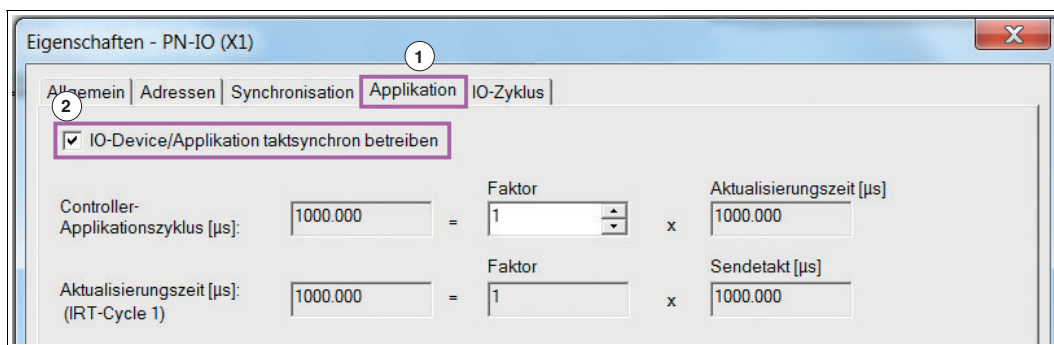 Eigenschaften - PN-IO (X1)
1
Allgemein Adressen Synchronisation Applikation IO-Zyklus
2
IO-Device/Applikation taktsynchron betreiben
Faktor Aktualisierungszeit [µs]
Controller-
Applikationszyklus [µs]: 1000.000 = 1 x 1000.000
Faktor Sendetakt [µs]
Aktualisierungszeit [µs]: 1000.000 = 1 x 1000.000
(IRT-Cycle 1)